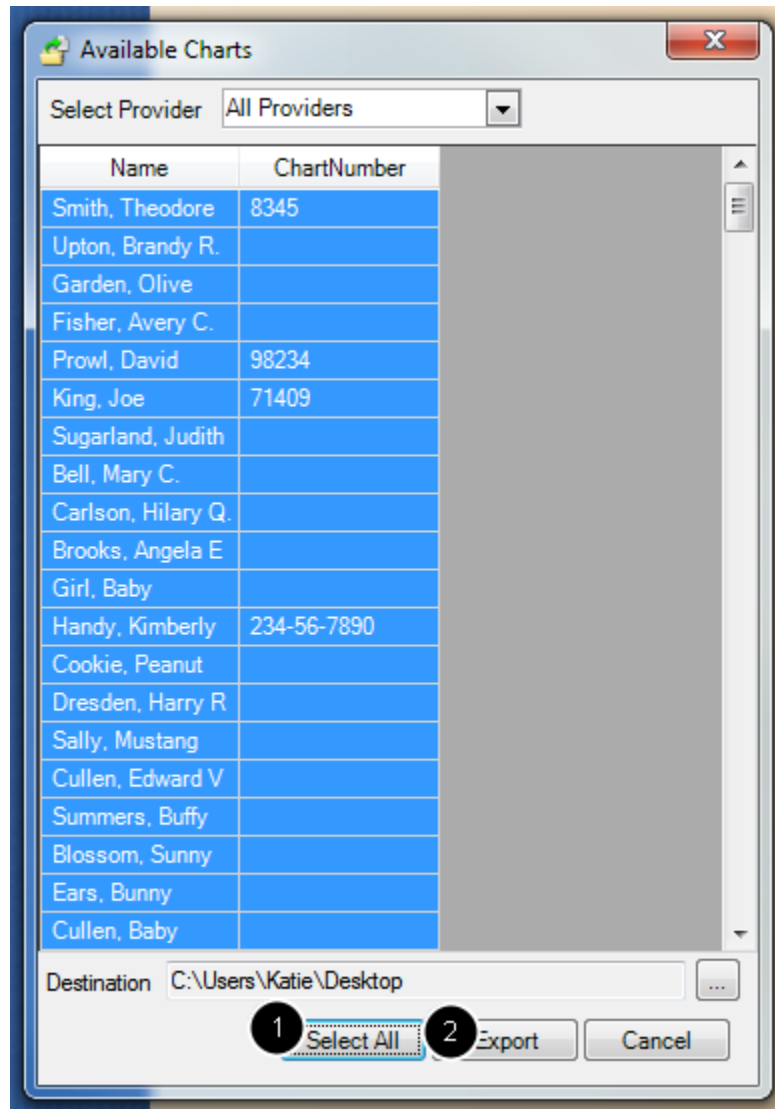 Available Charts
Select Provider All Providers
Name ChartNumber
Smith, Theodore 8345
Upton, Brandy R.
Garden, Olive
Fisher, Avery C.
Prowl, David 98234
King, Joe 71409
Sugarland, Judith
Bell, Mary C.
Carlson, Hilary Q.
Brooks, Angela E
Girl, Baby
Handy, Kimberly 234-56-7890
Cookie, Peanut
Dresden, Harry R
Sally, Mustang
Cullen, Edward V
Summers, Buffy
Blossom, Sunny
Ears, Bunny
Cullen, Baby
Destination C:\Users\Katie\Desktop ...
1 Select All 2 Export Cancel